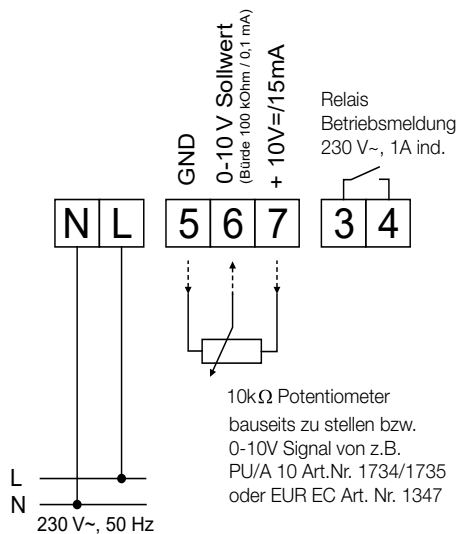 GND
0-10 V Sollwert
(Bürde 100 kOhm / 0,1 mA)
+ 10V=/15mA
Relais
Betriebsmeldung
230 V~, 1A ind.
N L 5 6 7 3 4
10kΩ Potentiometer
bauseits zu stellen bzw.
0-10V Signal von z.B.
PU/A 10 Art.Nr. 1734/1735
oder EUR EC Art. Nr. 1347
L
N
230 V~, 50 Hz